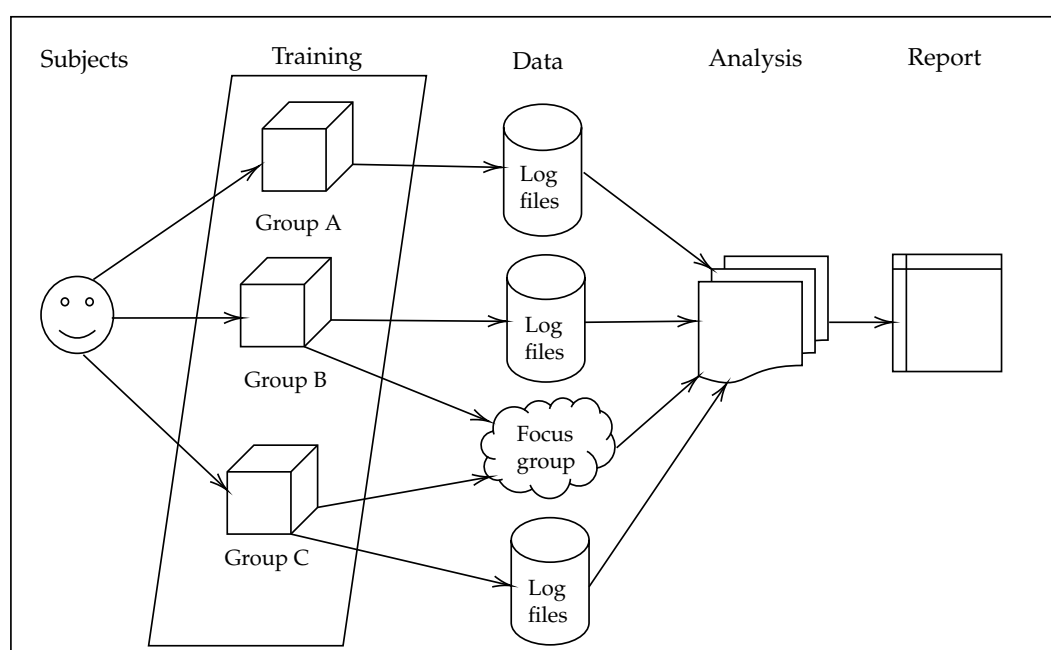 Subjects
Training
Data
Analysis
Report
Log
files
Group A
Log
files
Group B
Focus
group
Group C
Log
files